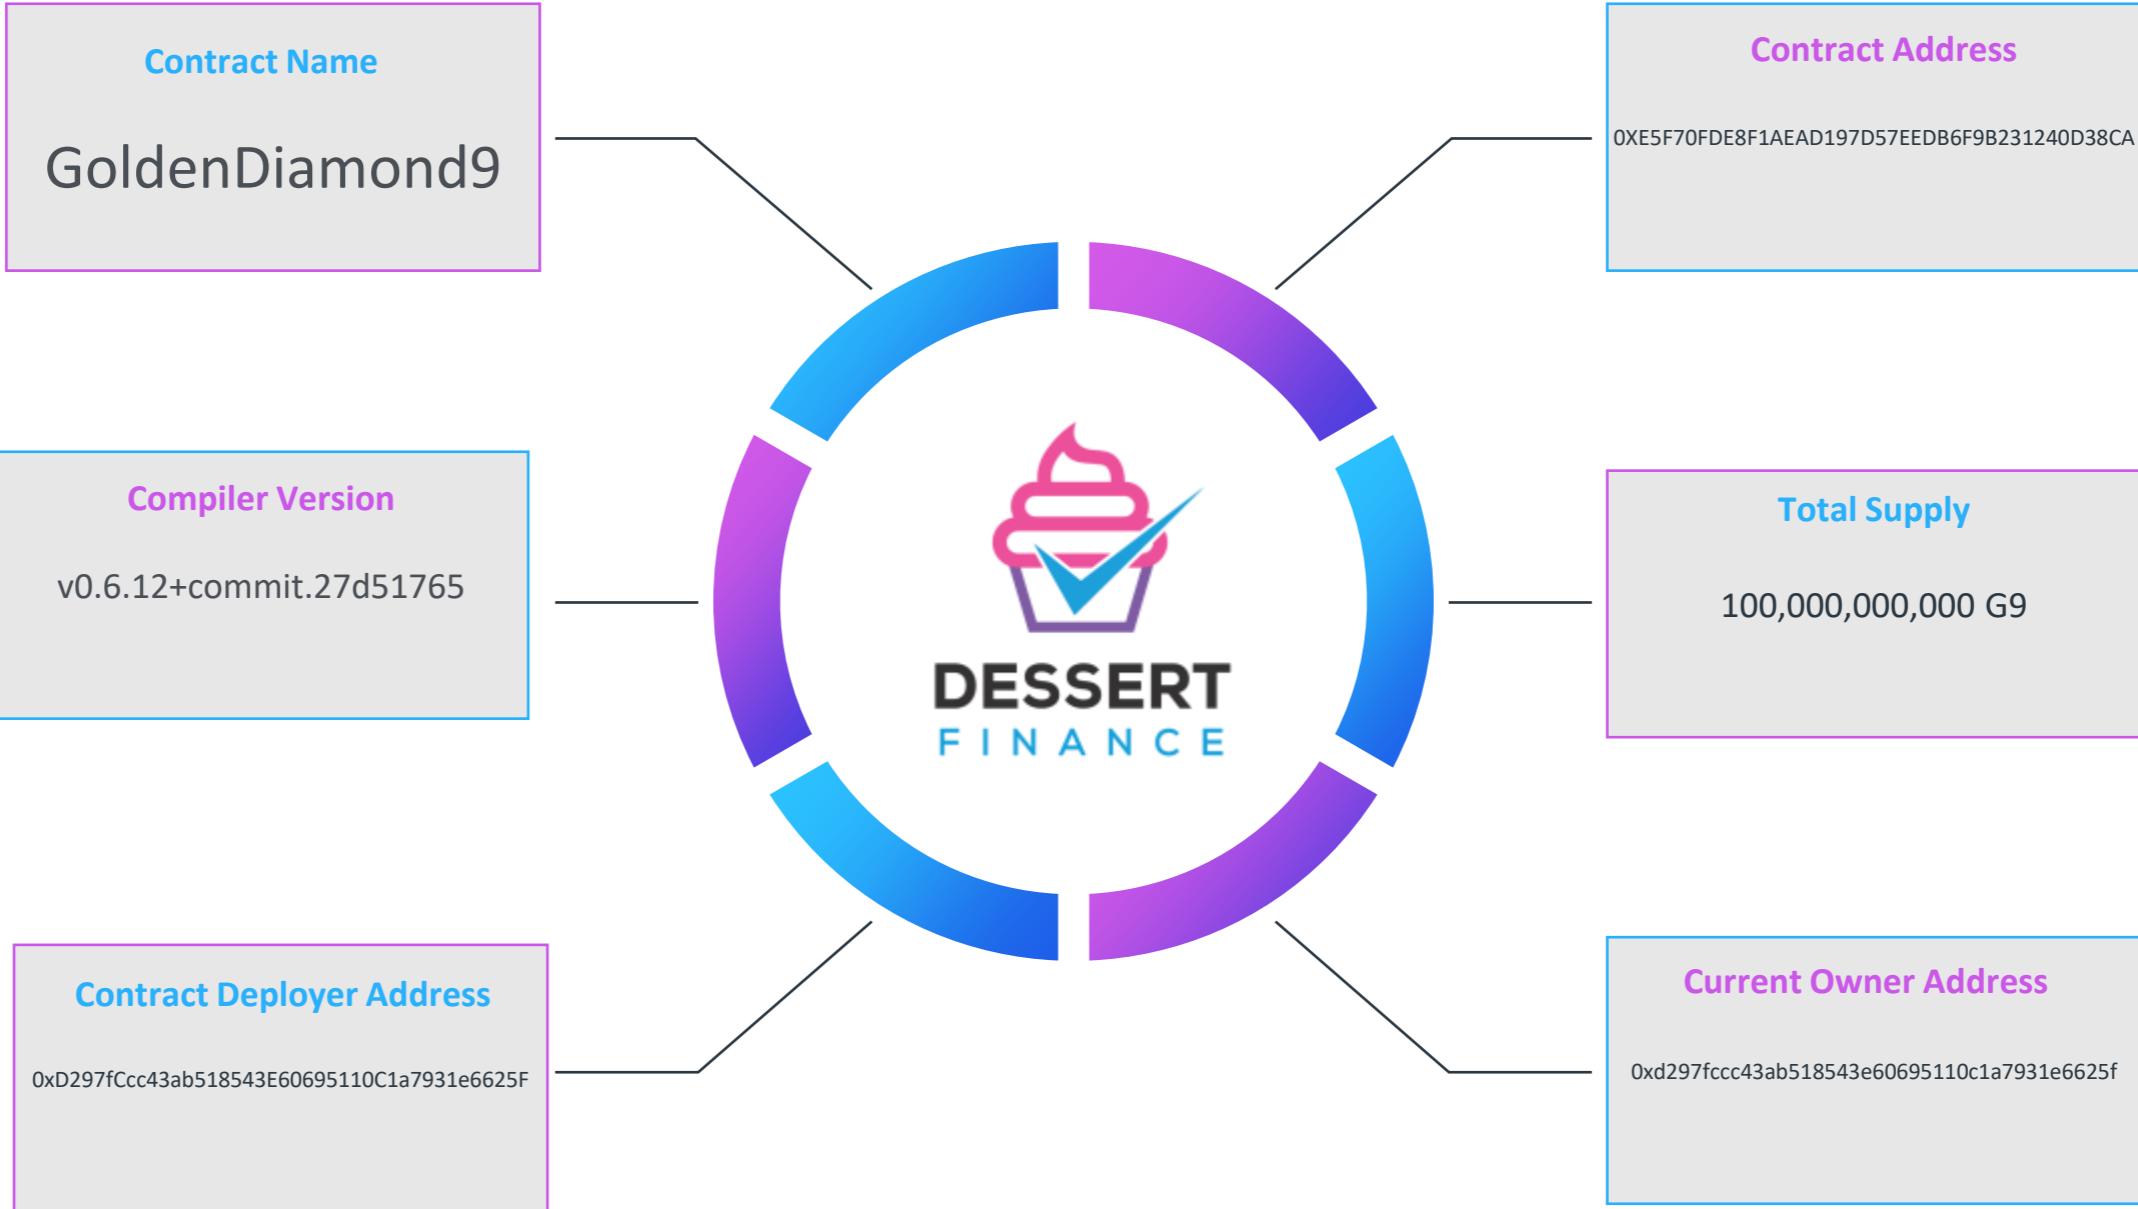 Contract Name
GoldenDiamond9
Contract Address
0XE5F70FDE8F1AEAD197D57EEDB6F9B231240D38CA
Compiler Version
v0.6.12+commit.27d51765
DESSERT
FINANCE
Total Supply
100,000,000,000 G9
Contract Deployer Address
0xD297fCcc43ab518543E60695110C1a7931e6625F
Current Owner Address
0xd297fccc43ab518543e60695110c1a7931e6625f